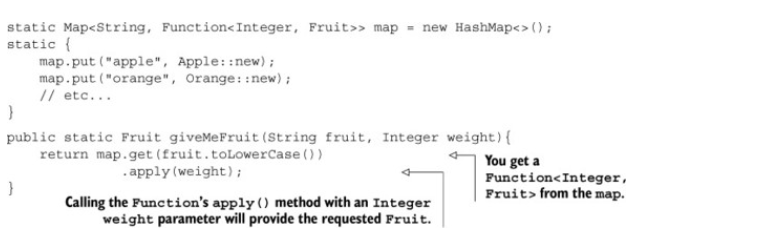 static Map<String, Function<Integer, Fruit>> map = new HashMap<>();
static {
    map.put("apple", Apple::new);
    map.put("orange", Orange::new);
    // etc...
}
public static Fruit giveMeFruit(String fruit, Integer weight){
    return map.get(fruit.toLowerCase())
              .apply(weight);
}
You get a
Function<Integer,
Fruit> from the map.
Calling the Function's apply() method with an Integer
weight parameter will provide the requested Fruit.